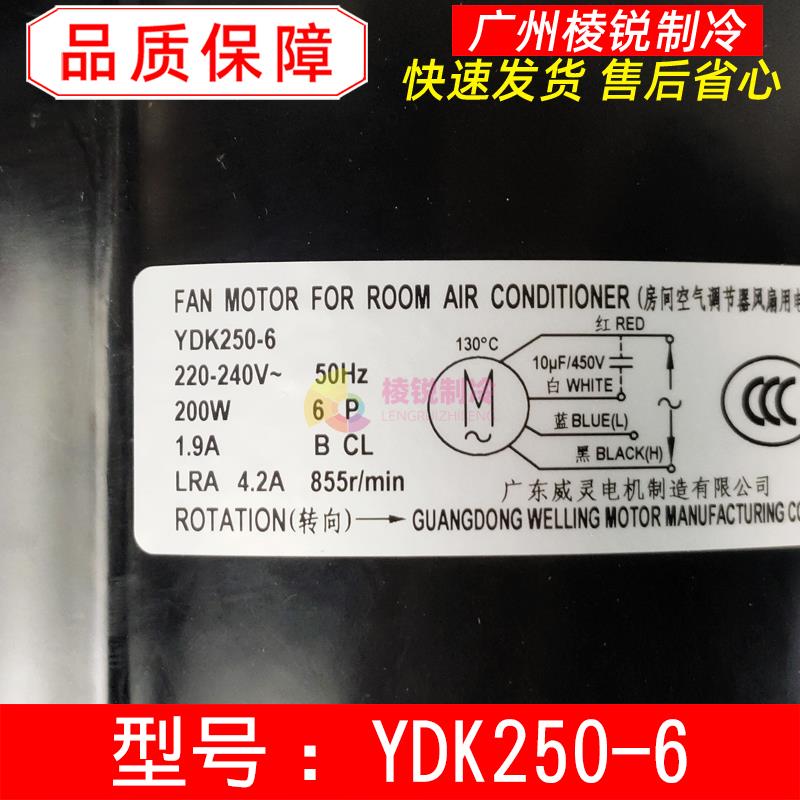 品质保障
广州棱锐制冷
快速发货 售后省心
FAN MOTOR FOR ROOM AIR CONDITIONER (房间空气调节器风扇用电
YDK250-6
220-240V~ 50Hz
200W 6 P
1.9A B CL
LRA 4.2A 855r/min
ROTATION(转向)
130°C
M
~
红 RED
10μF/450V
白 WHITE
蓝 BLUE(L)
黑 BLACK(H)
~
CCC
广东威灵电机制造有限公司
GUANGDONG WELLING MOTOR MANUFACTURING CO
棱锐制冷
LENGRUIZHILENG
型号：YDK250-6